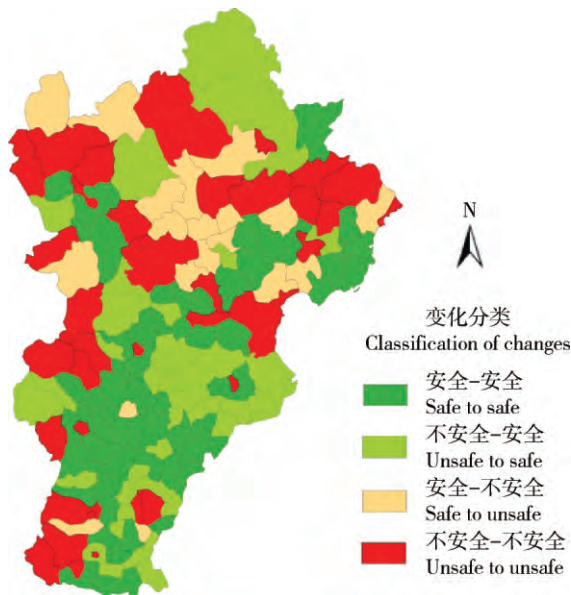 N
变化分类
Classification of changes
安全–安全
Safe to safe
不安全–安全
Unsafe to safe
安全–不安全
Safe to unsafe
不安全–不安全
Unsafe to unsafe